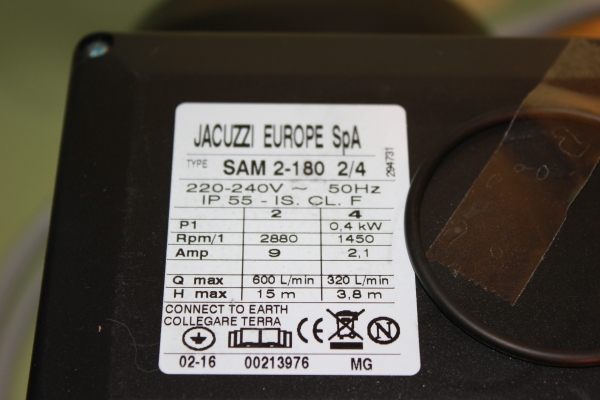 JACUZZI EUROPE SpA
TYPE SAM 2-180 2/4
294731
220-240V ~ 50Hz
IP 55 - IS. CL. F
2 4
P1 0,4 kW
Rpm/1 2880 1450
Amp 9 2,1
Q max 600 L/min 320 L/min
H max 15 m 3,8 m
CONNECT TO EARTH
COLLEGARE TERRA
CE N
02-16 00213976 MG